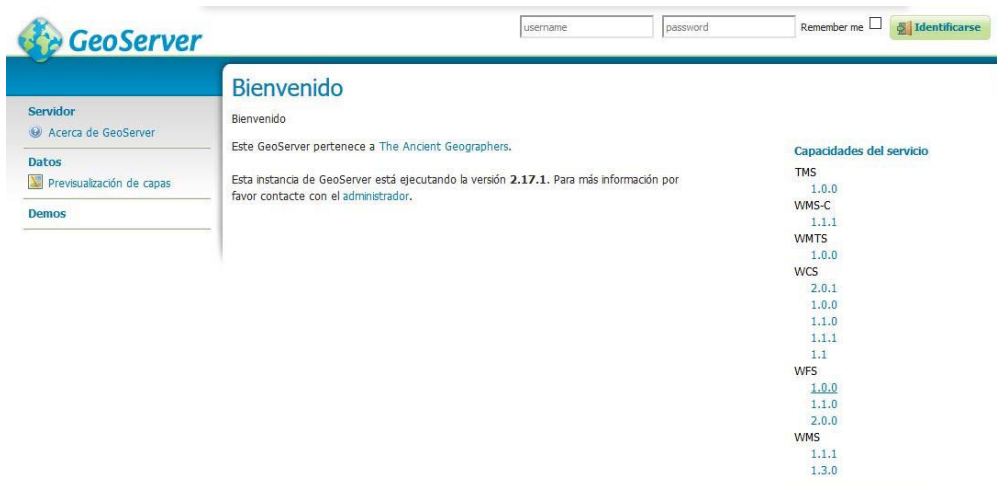 GeoServer
username
password
Remember me
Identificarse
Servidor
Acerca de GeoServer
Datos
Previsualización de capas
Demos
Bienvenido
Bienvenido
Este GeoServer pertenece a The Ancient Geographers.
Esta instancia de GeoServer está ejecutando la versión 2.17.1. Para más información por
favor contacte con el administrador.
Capacidades del servicio
TMS
1.0.0
WMS-C
1.1.1
WMTS
1.0.0
WCS
2.0.1
1.0.0
1.1.0
1.1.1
1.1
WFS
1.0.0
1.1.0
2.0.0
WMS
1.1.1
1.3.0